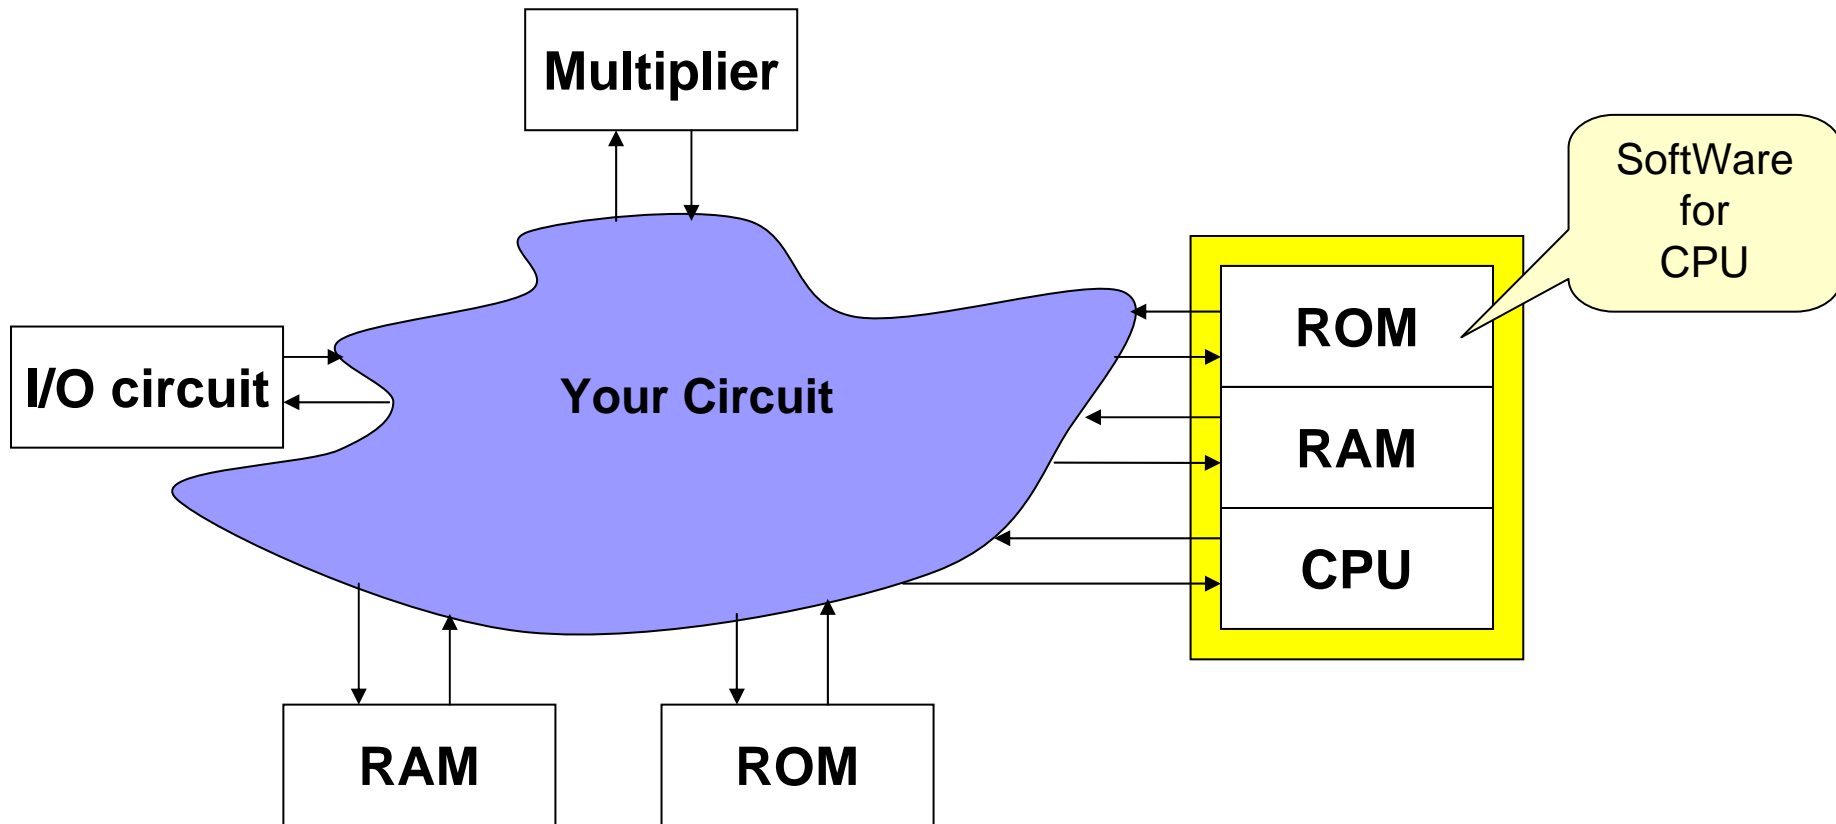 Multiplier
SoftWare
for
CPU
ROM
I/O circuit
Your Circuit
RAM
CPU
RAM
ROM